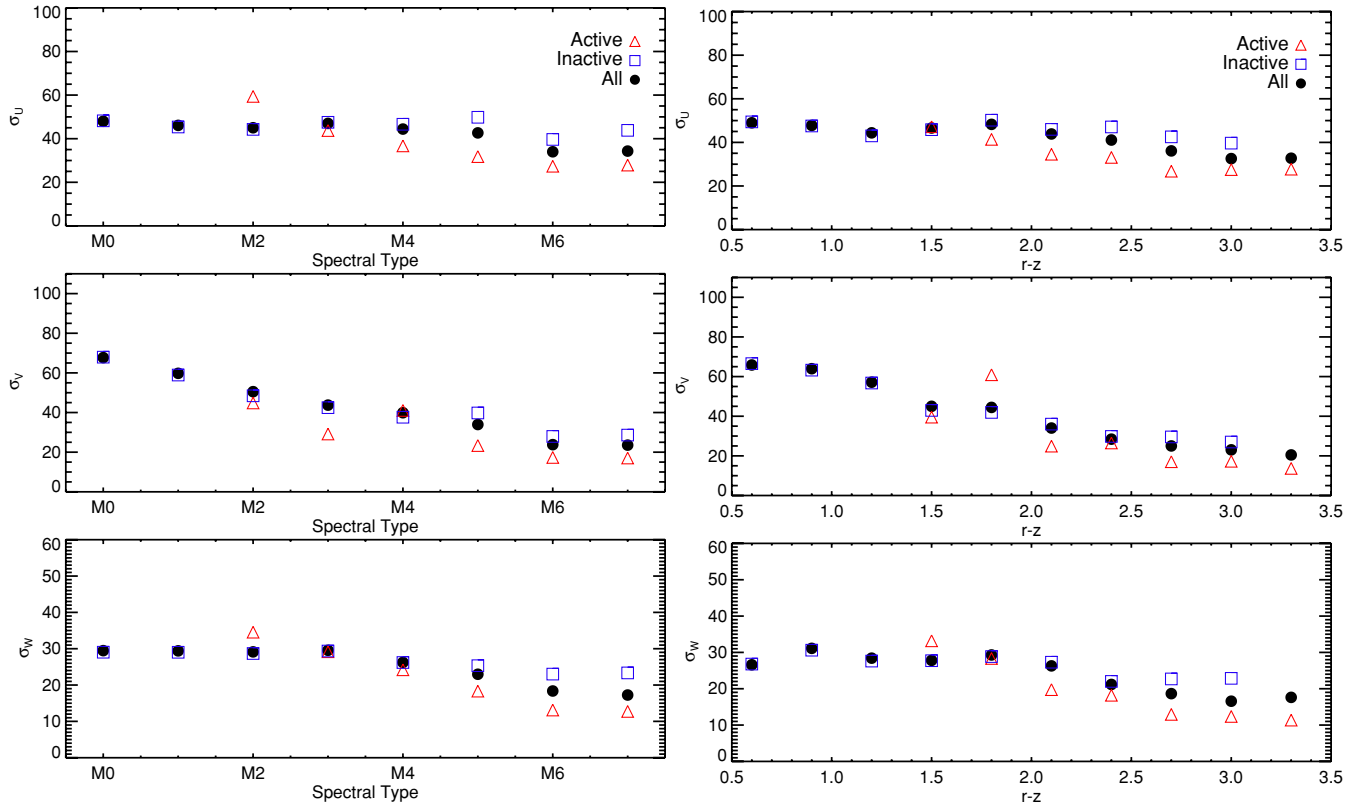 100
80
60
40
20
0
σU
Active
Inactive
All
M0
M2
M4
M6
Spectral Type
100
80
60
40
20
0
σU
Active
Inactive
All
0.5
1.0
1.5
2.0
2.5
3.0
3.5
r-z
100
80
60
40
20
0
σV
M0
M2
M4
M6
Spectral Type
100
80
60
40
20
0
σV
0.5
1.0
1.5
2.0
2.5
3.0
3.5
r-z
60
50
40
30
20
10
0
σW
M0
M2
M4
M6
Spectral Type
60
50
40
30
20
10
0
σW
0.5
1.0
1.5
2.0
2.5
3.0
3.5
r-z